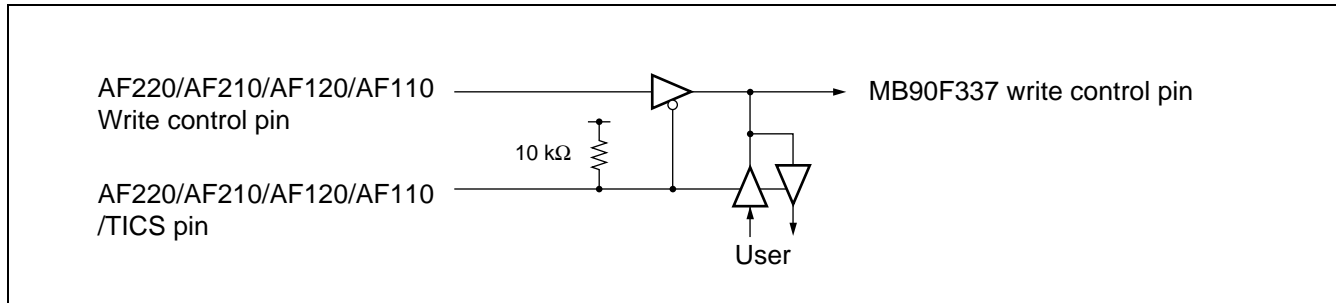 AF220/AF210/AF120/AF110
Write control pin
MB90F337 write control pin
10 kΩ
AF220/AF210/AF120/AF110
/TICS pin
User